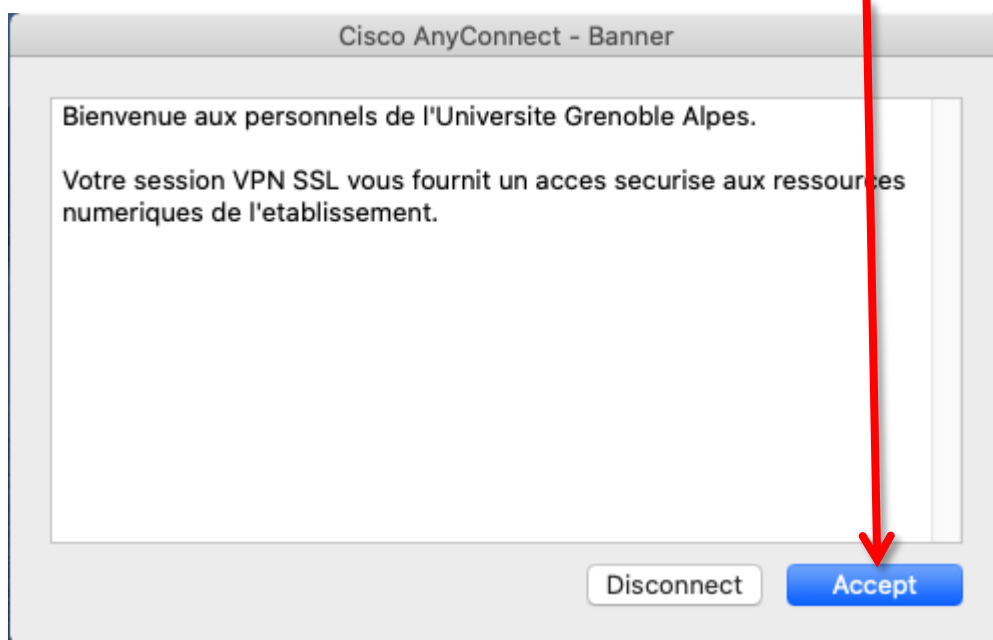 Cisco AnyConnect - Banner
Bienvenue aux personnels de l'Universite Grenoble Alpes.
Votre session VPN SSL vous fournit un acces securise aux ressources
numeriques de l'etablissement.
Disconnect
Accept